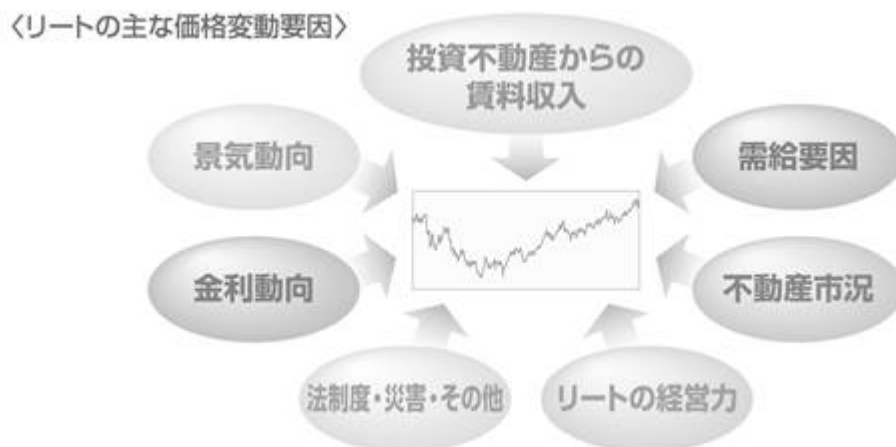 〈リートの主な価格変動要因〉
投資不動産からの
賃料収入
景気動向
需給要因
金利動向
不動産市況
法制度・災害・その他
リートの経営力